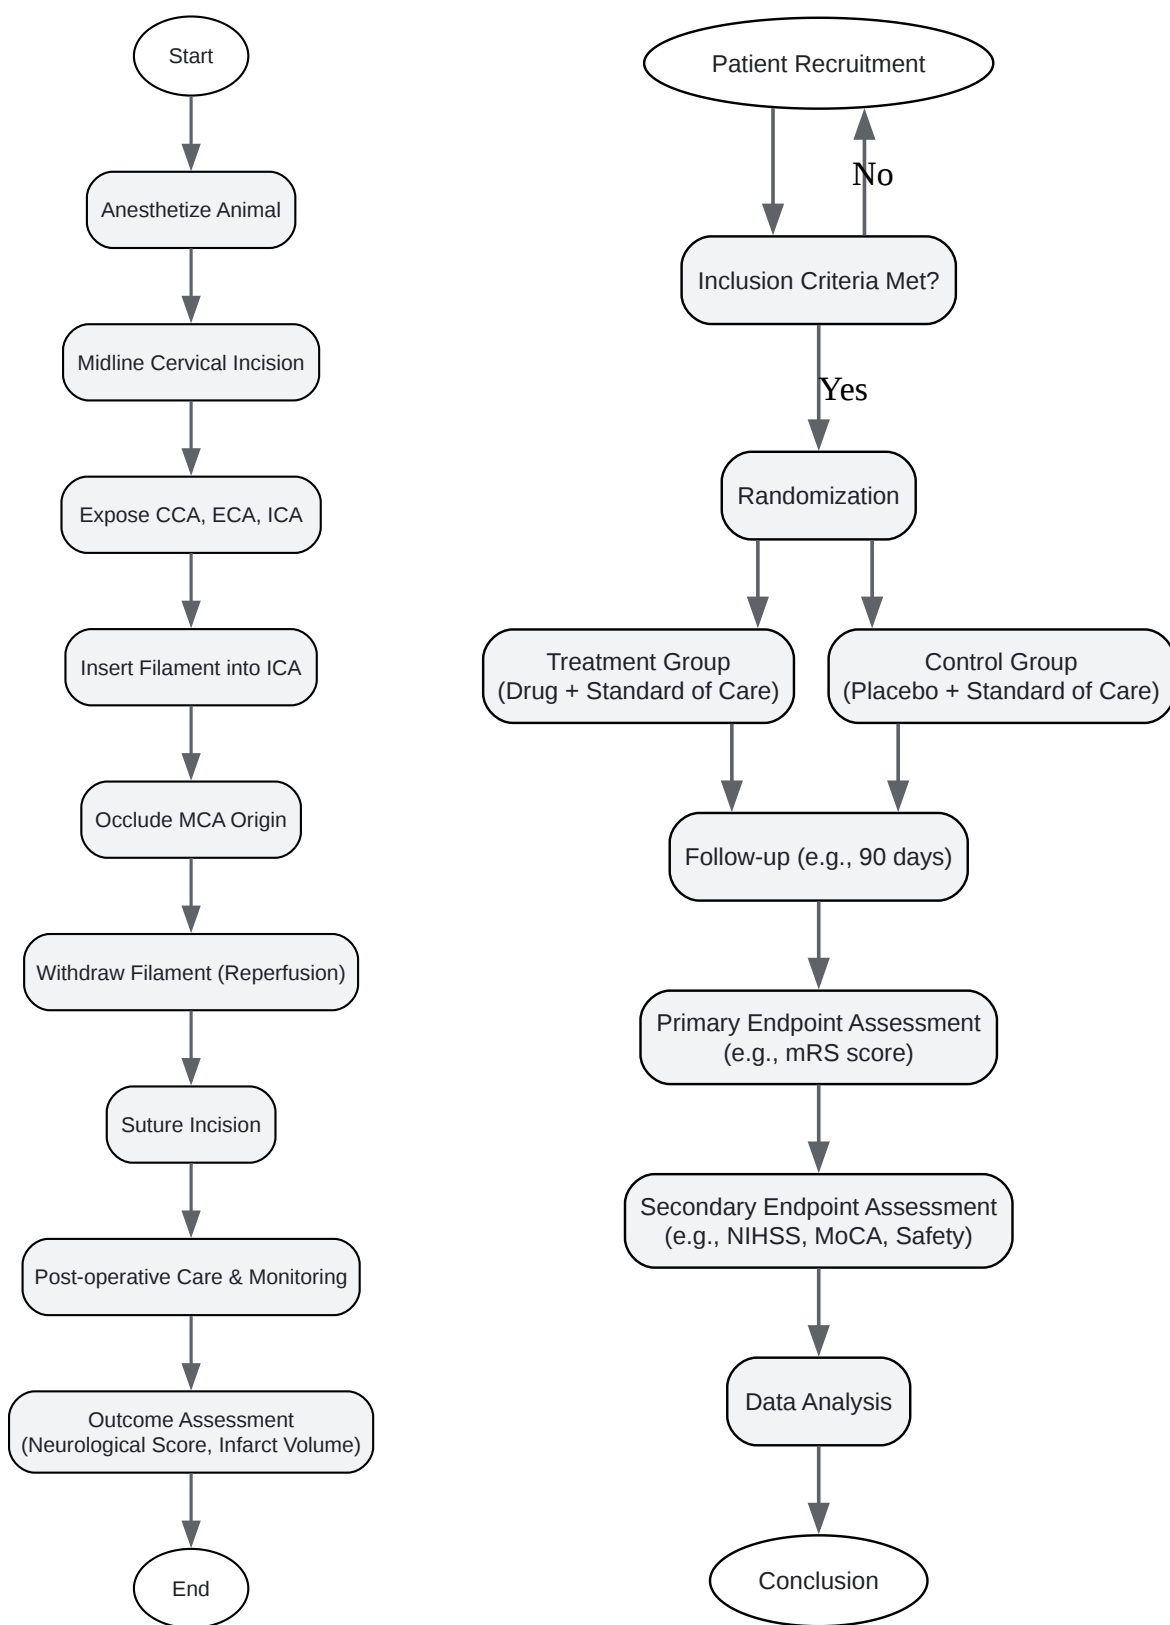 Start
Anesthetize Animal
Midline Cervical Incision
Expose CCA, ECA, ICA
Insert Filament into ICA
Occlude MCA Origin
Withdraw Filament (Reperfusion)
Suture Incision
Post-operative Care & Monitoring
Outcome Assessment
(Neurological Score, Infarct Volume)
End
Patient Recruitment
No
Inclusion Criteria Met?
Yes
Randomization
Treatment Group
(Drug + Standard of Care)
Control Group
(Placebo + Standard of Care)
Follow-up (e.g., 90 days)
Primary Endpoint Assessment
(e.g., mRS score)
Secondary Endpoint Assessment
(e.g., NIHSS, MoCA, Safety)
Data Analysis
Conclusion